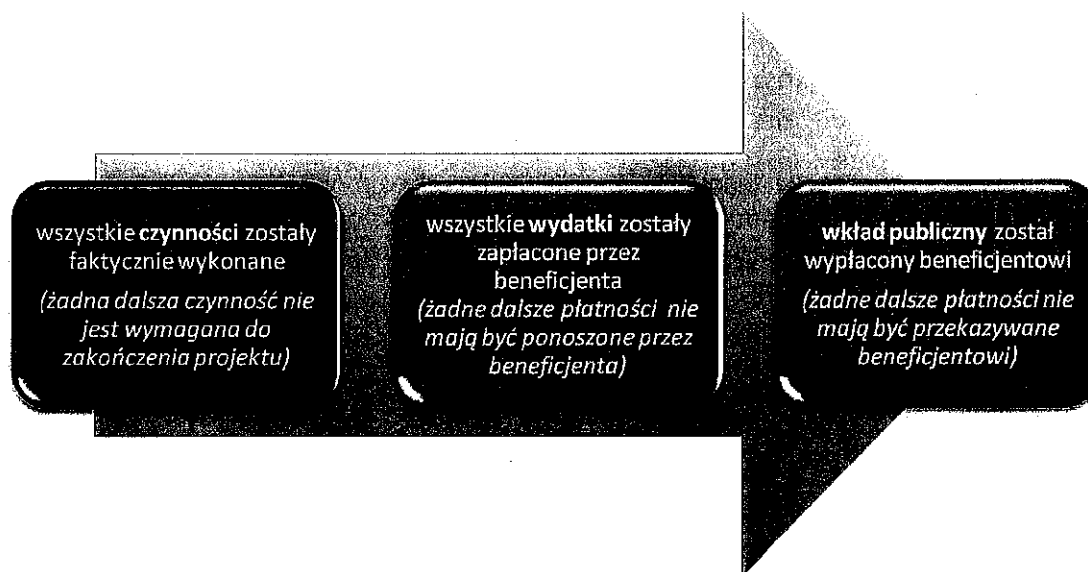 wszystkie czynności zostały
faktycznie wykonane
(żadna dalsza czynność nie
jest wymagana do
zakończenia projektu)
wszystkie wydatki zostały
zapłacone przez
beneficjenta
(żadne dalsze płatności nie
mają być ponoszone przez
beneficjenta)
wkład publiczny został
wypłacony beneficjentowi
(żadne dalsze płatności nie
mają być przekazywane
beneficjentowi)